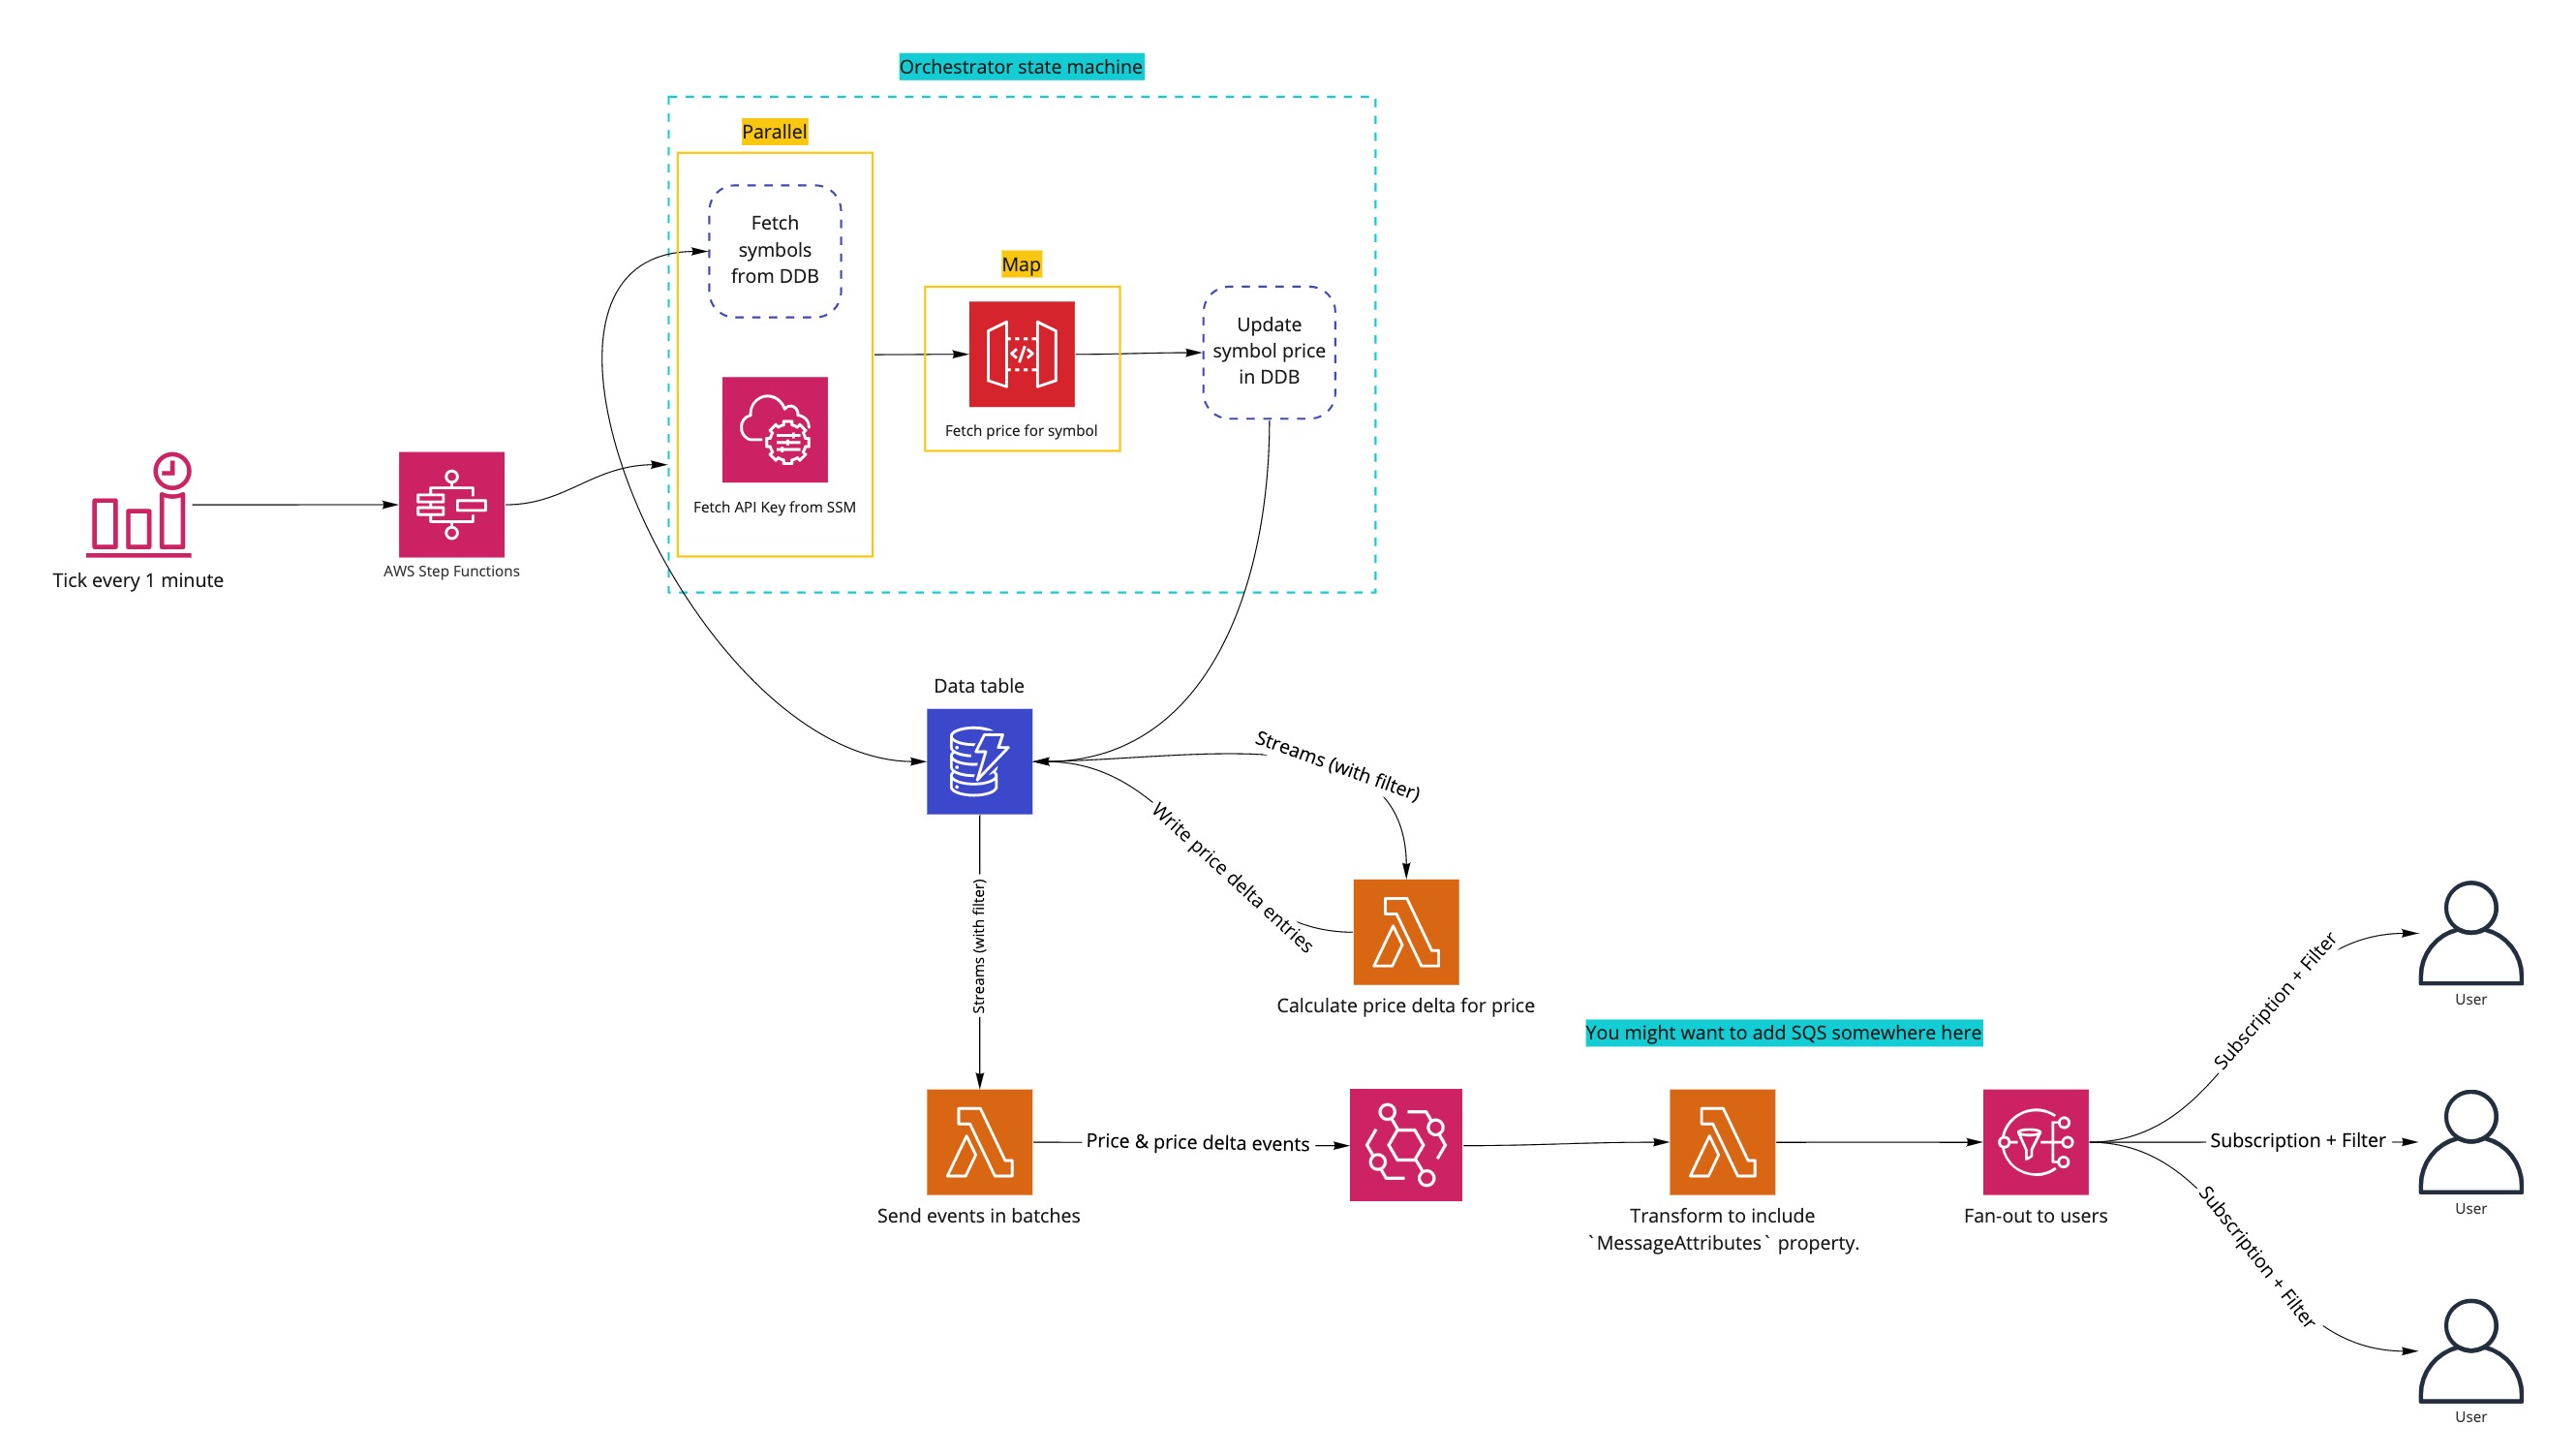 Orchestrator state machine
Parallel
Fetch
symbols
from DDB
Map
Update
symbol price
in DDB
Fetch price for symbol
Fetch API Key from SSM
Tick every 1 minute
AWS Step Functions
Data table
Streams (with filter)
Write price delta entries
Streams (with filter)
Calculate price delta for price
You might want to add SQS somewhere here
Send events in batches
Price & price delta events
Transform to include
`MessageAttributes` property.
Fan-out to users
Subscription + Filter
User
Subscription + Filter
User
Subscription + Filter
User